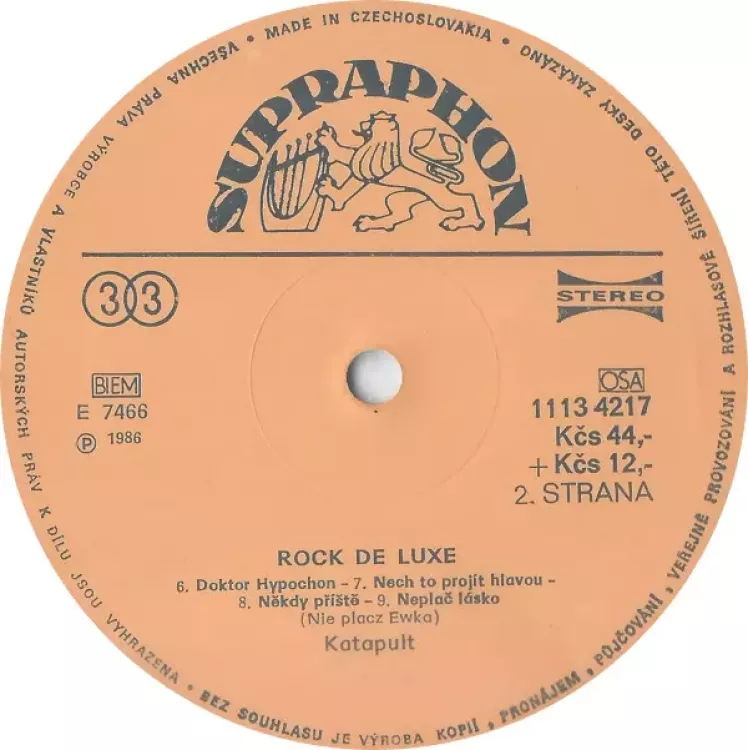 • MADE IN CZECHOSLOVAKIA •
VŠECHNA PRÁVA VÝROBCE A VLASTNÍKŮ AUTORSKÝCH PRÁV K DÍLU JSOU VYHRAZENA • BEZ SOUHLASU JE VÝROBA KOPIÍ, PRONÁJEM, PŮJČOVÁNÍ, VEŘEJNÉ PROVOZOVÁNÍ A ROZHLASOVÉ ŠÍŘENÍ TÉTO DESKY ZAKÁZÁNO
SUPRAPHON
33
STEREO
BIEM
E 7466
Ⓟ 1986
OSA
1113 4217
Kčs 44,-
+ Kčs 12,-
2. STRANA
ROCK DE LUXE
6. Doktor Hypochon – 7. Nech to projít hlavou –
8. Někdy příště – 9. Neplač lásko
(Nie placz Ewka)
Katapult